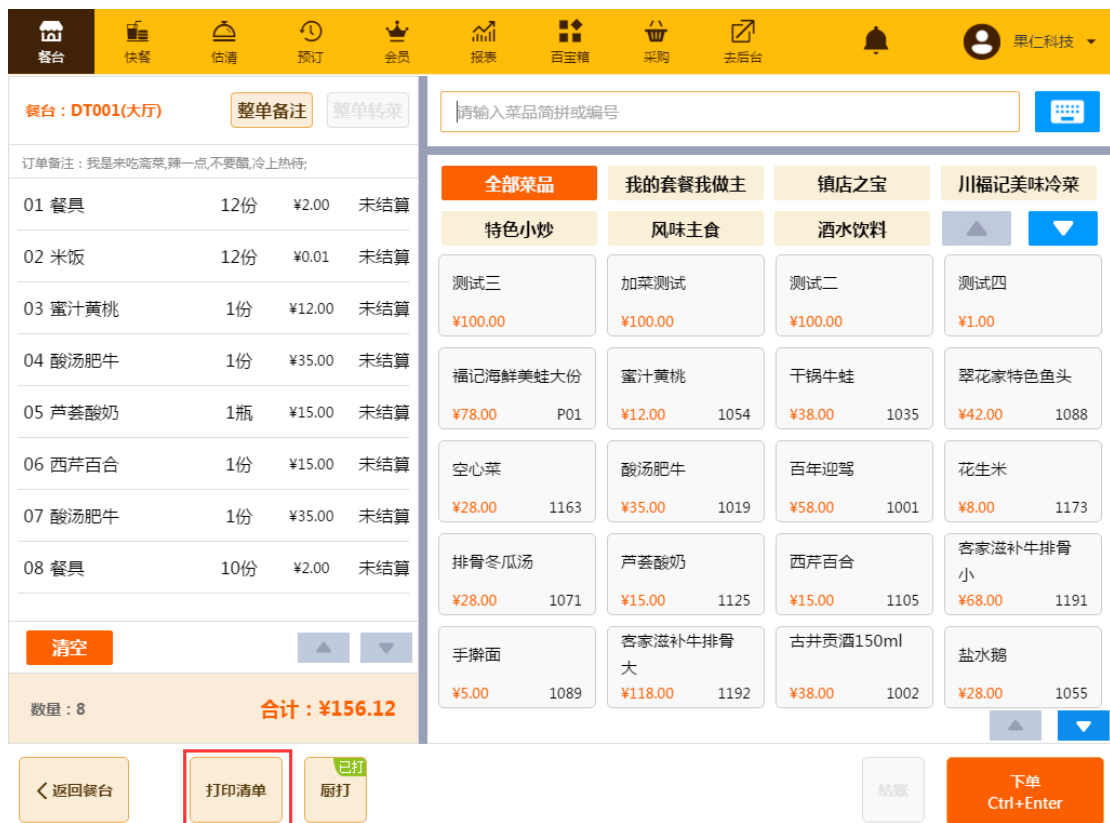 餐台 快餐 估清 预订 会员 报表 百宝箱 采购 去后台 果仁科技
餐台：DT001(大厅) 整单备注 整单转菜
订单备注：我是来吃斋菜,辣一点,不要醋,冷上热待;
01 餐具 12份 ¥2.00 未结算
02 米饭 12份 ¥0.01 未结算
03 蜜汁黄桃 1份 ¥12.00 未结算
04 酸汤肥牛 1份 ¥35.00 未结算
05 芦荟酸奶 1瓶 ¥15.00 未结算
06 西芹百合 1份 ¥15.00 未结算
07 酸汤肥牛 1份 ¥35.00 未结算
08 餐具 10份 ¥2.00 未结算
清空
数量：8 合计：¥156.12
请输入菜品简拼或编号
全部菜品 我的套餐我做主 镇店之宝 川福记美味冷菜
特色小炒 风味主食 酒水饮料
测试三 加菜测试 测试二 测试四
¥100.00 ¥100.00 ¥100.00 ¥1.00
福记海鲜美蛙大份 蜜汁黄桃 干锅牛蛙 翠花家特色鱼头
¥78.00 P01 ¥12.00 1054 ¥38.00 1035 ¥42.00 1088
空心菜 酸汤肥牛 百年迎驾 花生米
¥28.00 1163 ¥35.00 1019 ¥58.00 1001 ¥8.00 1173
排骨冬瓜汤 芦荟酸奶 西芹百合 客家滋补牛排骨
小
¥28.00 1071 ¥15.00 1125 ¥15.00 1105 ¥68.00 1191
手擀面 客家滋补牛排骨 古井贡酒150ml 盐水鹅
大
¥5.00 1089 ¥118.00 1192 ¥38.00 1002 ¥28.00 1055
返回餐台 打印清单 厨打 已打 结账 下单
Ctrl+Enter